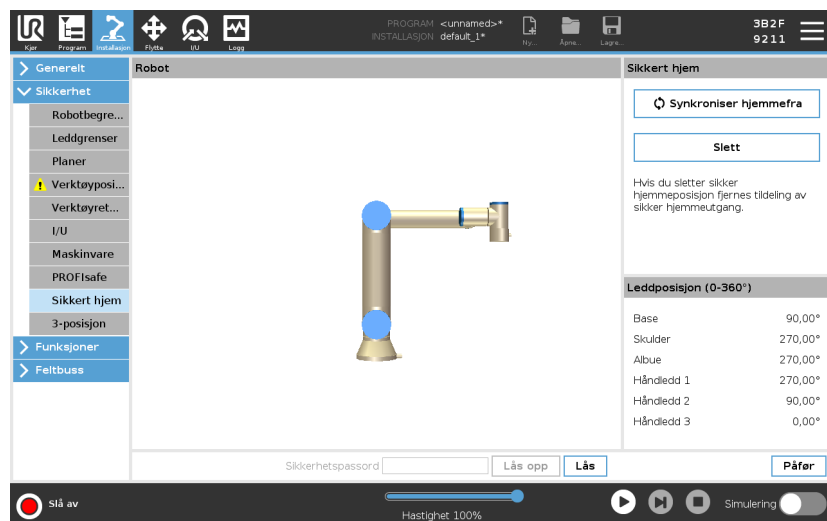 UR
Kjør
Program
Installasjon
Flytte
I/U
Logg
PROGRAM <unnamed>*
INSTALLASJON default_1*
Ny...
Åpne...
Lagre...
3B2F
9211
Generelt
Sikkerhet
Robotbegre...
Leddgrenser
Planer
Verktøyposi...
Verktøyret...
I/U
Maskinvare
PROFIsafe
Sikkert hjem
3-posisjon
Funksjoner
Feltbuss
Robot
Sikkert hjem
Synkroniser hjemmefra
Slett
Hvis du sletter sikker
hjemmeposisjon fjernes tildeling av
sikker hjemmeutgang.
Leddposisjon (0-360°)
Base 90,00°
Skulder 270,00°
Albue 270,00°
Håndledd 1 270,00°
Håndledd 2 90,00°
Håndledd 3 0,00°
Sikkerhetspassord
Lås opp
Lås
Påfør
Slå av
Hastighet 100%
Simulering